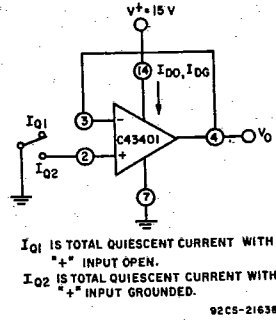 V+=15V
14
IDO, IDG
IQ1
3
-
C43401
4
VO
IQ2
2
+
7
IQ1 IS TOTAL QUIESCENT CURRENT WITH
"+" INPUT OPEN.
IQ2 IS TOTAL QUIESCENT CURRENT WITH
"+" INPUT GROUNDED.
92CS-21638